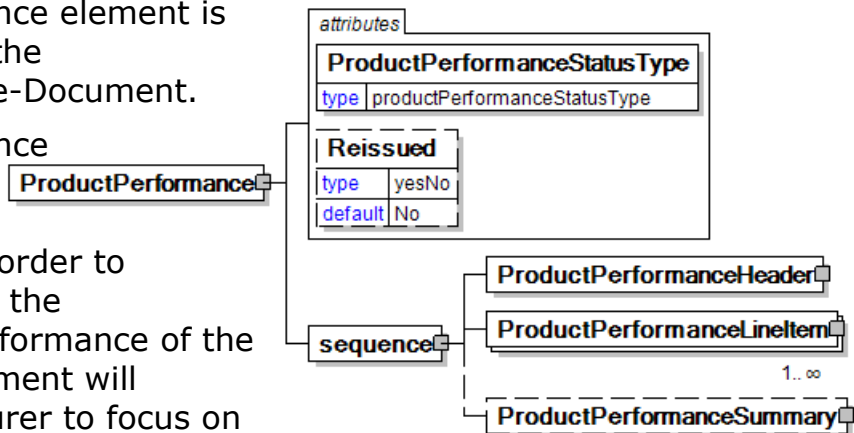 nce element is
the
e-Document.
nce
order to
the
formance of the
ment will
urer to focus on
ProductPerformance
attributes
ProductPerformanceStatusType
type productPerformanceStatusType
Reissued
type yesNo
default No
sequence
ProductPerformanceHeader
ProductPerformanceLineItem
1.. ∞
ProductPerformanceSummary